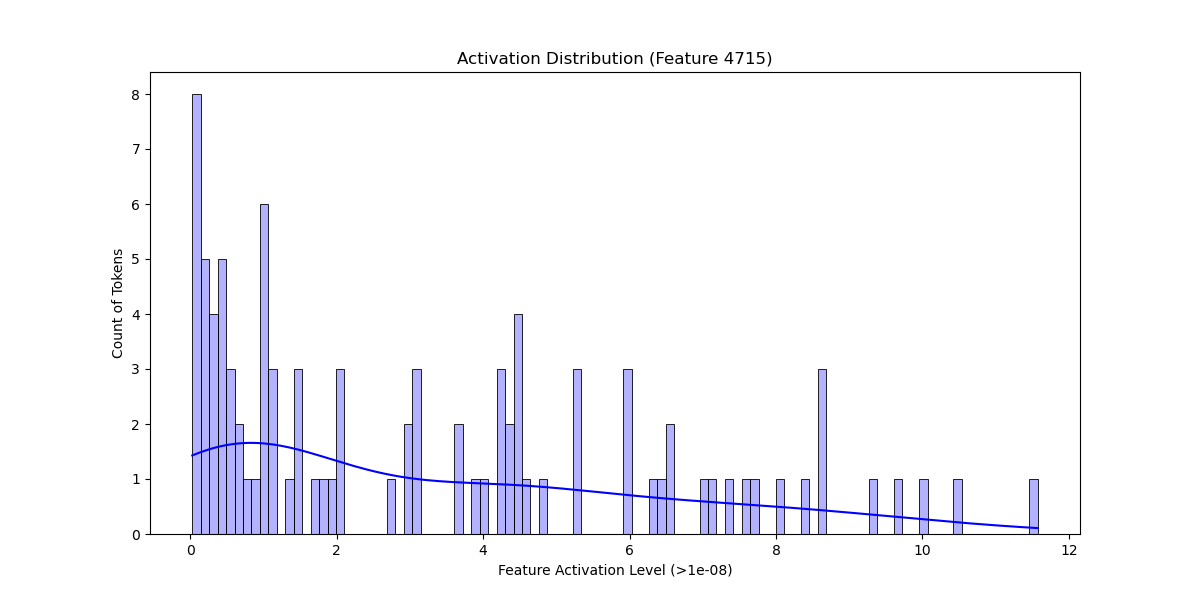 Activation Distribution (Feature 4715)
Count of Tokens
8
7
6
5
4
3
2
1
0
0 2 4 6 8 10 12
Feature Activation Level (>1e-08)